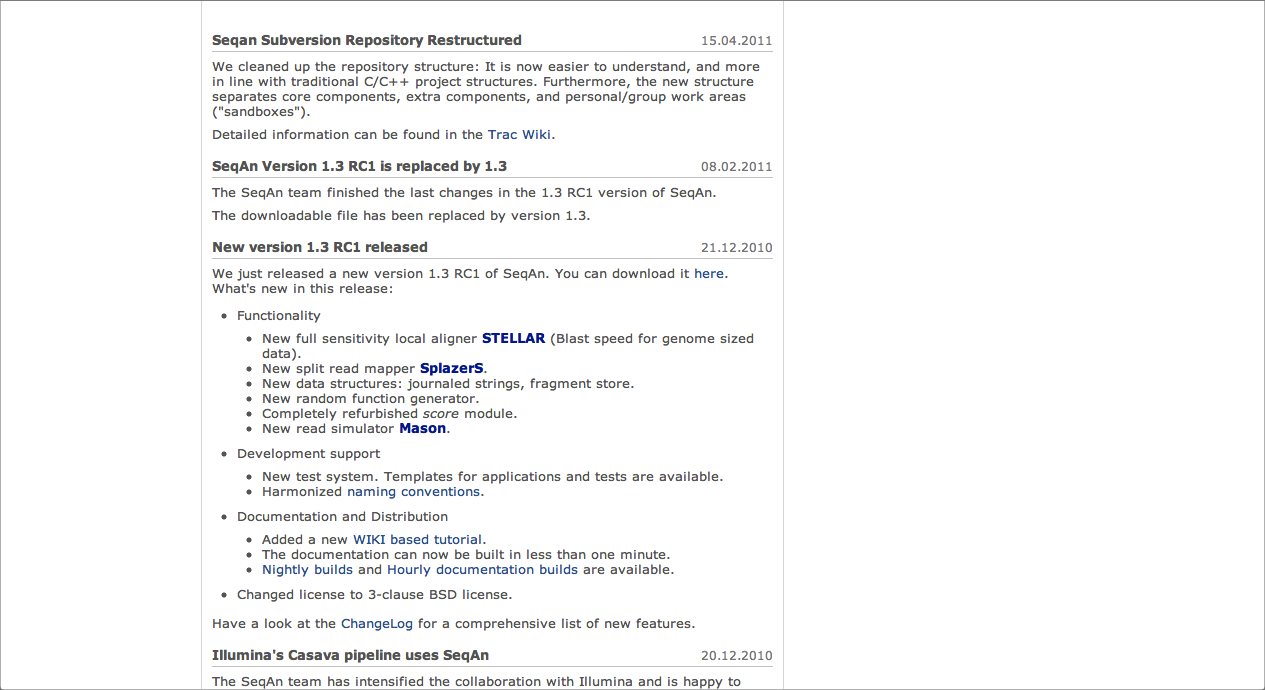 Seqan Subversion Repository Restructured 15.04.2011
We cleaned up the repository structure: It is now easier to understand, and more
in line with traditional C/C++ project structures. Furthermore, the new structure
separates core components, extra components, and personal/group work areas
("sandboxes").
Detailed information can be found in the Trac Wiki.
SeqAn Version 1.3 RC1 is replaced by 1.3 08.02.2011
The SeqAn team finished the last changes in the 1.3 RC1 version of SeqAn.
The downloadable file has been replaced by version 1.3.
New version 1.3 RC1 released 21.12.2010
We just released a new version 1.3 RC1 of SeqAn. You can download it here.
What's new in this release:
• Functionality
• New full sensitivity local aligner STELLAR (Blast speed for genome sized
data).
• New split read mapper SplazerS.
• New data structures: journaled strings, fragment store.
• New random function generator.
• Completely refurbished score module.
• New read simulator Mason.
• Development support
• New test system. Templates for applications and tests are available.
• Harmonized naming conventions.
• Documentation and Distribution
• Added a new WIKI based tutorial.
• The documentation can now be built in less than one minute.
• Nightly builds and Hourly documentation builds are available.
• Changed license to 3-clause BSD license.
Have a look at the ChangeLog for a comprehensive list of new features.
Illumina's Casava pipeline uses SeqAn 20.12.2010
The SeqAn team has intensified the collaboration with Illumina and is happy to